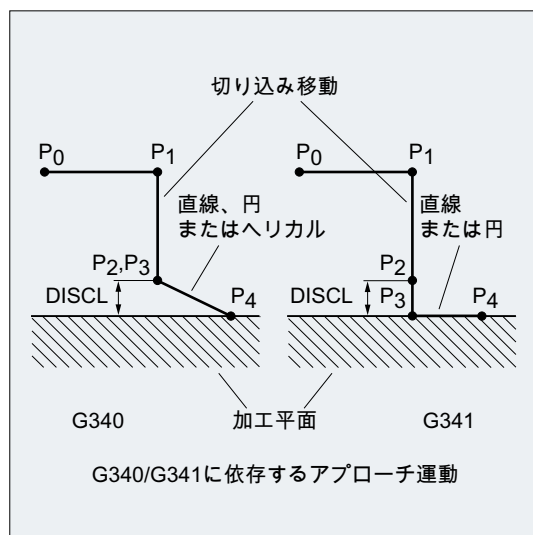 切り込み移動
P0 P1 P0 P1
直線、円
またはヘリカル
直線
または円
P2,P3 P2
DISCL P4 DISCL P3 P4
G340 加工平面 G341
G340/G341に依存するアプローチ運動